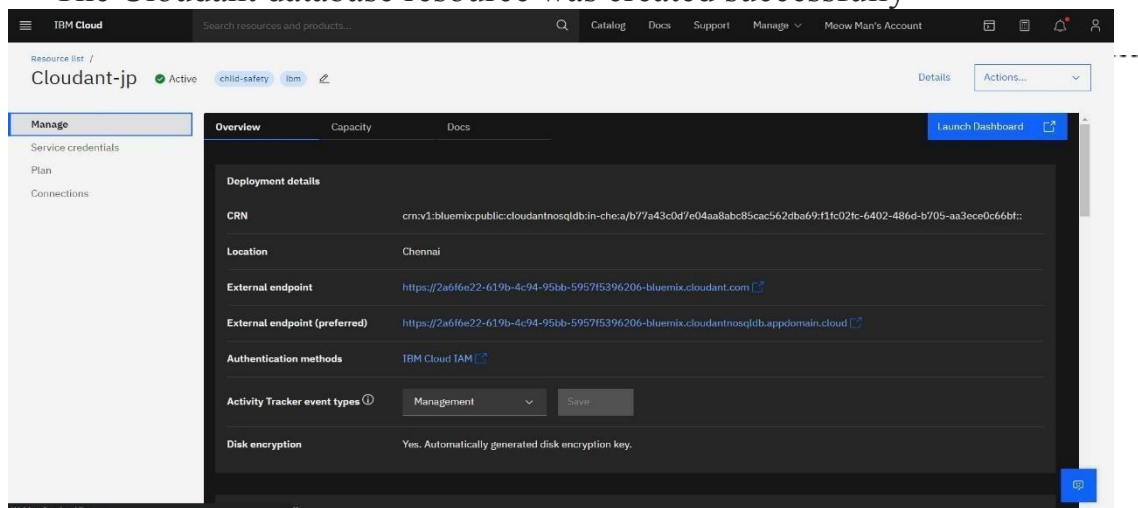 The Cloudant database resource was created successfully
IBM Cloud
Search resources and products...
Catalog
Docs
Support
Manage
Meow Man's Account
Resource list /
Cloudant-jp
Active
child-safety
ibm
Details
Actions...
Manage
Service credentials
Plan
Connections
Overview
Capacity
Docs
Launch Dashboard
Deployment details
CRN
crn:v1:bluemix:public:cloudantnosqldb:in-che:a/b77a43c0d7e04aa8abc85cac562dba69:f1fc02fc-6402-486d-b705-aa3ece0c66bf::
Location
Chennai
External endpoint
https://2a6f6e22-619b-4c94-95bb-5957f5396206-bluemix.cloudant.com
External endpoint (preferred)
https://2a6f6e22-619b-4c94-95bb-5957f5396206-bluemix.cloudantnosqldb.appdomain.cloud
Authentication methods
IBM Cloud IAM
Activity Tracker event types
Management
Save
Disk encryption
Yes. Automatically generated disk encryption key.